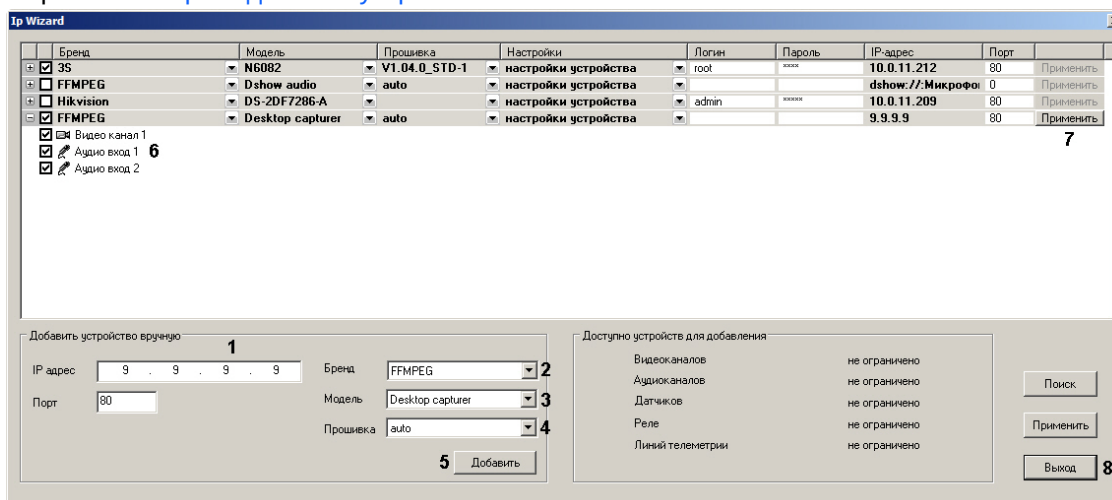 Ip Wizard
Бренд Модель Прошивка Настройки Логин Пароль IP-адрес Порт
3S N6082 V1.04.0_STD-1 настройки устройства root **** 10.0.11.212 80 Применить
FFMPEG Dshow audio auto настройки устройства dshow://:Микрофо 0 Применить
Hikvision DS-2DF7286-A настройки устройства admin ***** 10.0.11.209 80 Применить
FFMPEG Desktop capturer auto настройки устройства 9.9.9.9 80 Применить
Видео канал 1
Аудио вход 1 6
7
Аудио вход 2
Добавить устройство вручную
1
IP адрес 9 . 9 . 9 . 9
Порт 80
Бренд FFMPEG 2
Модель Desktop capturer 3
Прошивка auto 4
5 Добавить
Доступно устройств для добавления
Видеоканалов не ограничено
Аудиоканалов не ограничено
Датчиков не ограничено
Реле не ограничено
Линий телеметрии не ограничено
Поиск
Применить
Выход 8